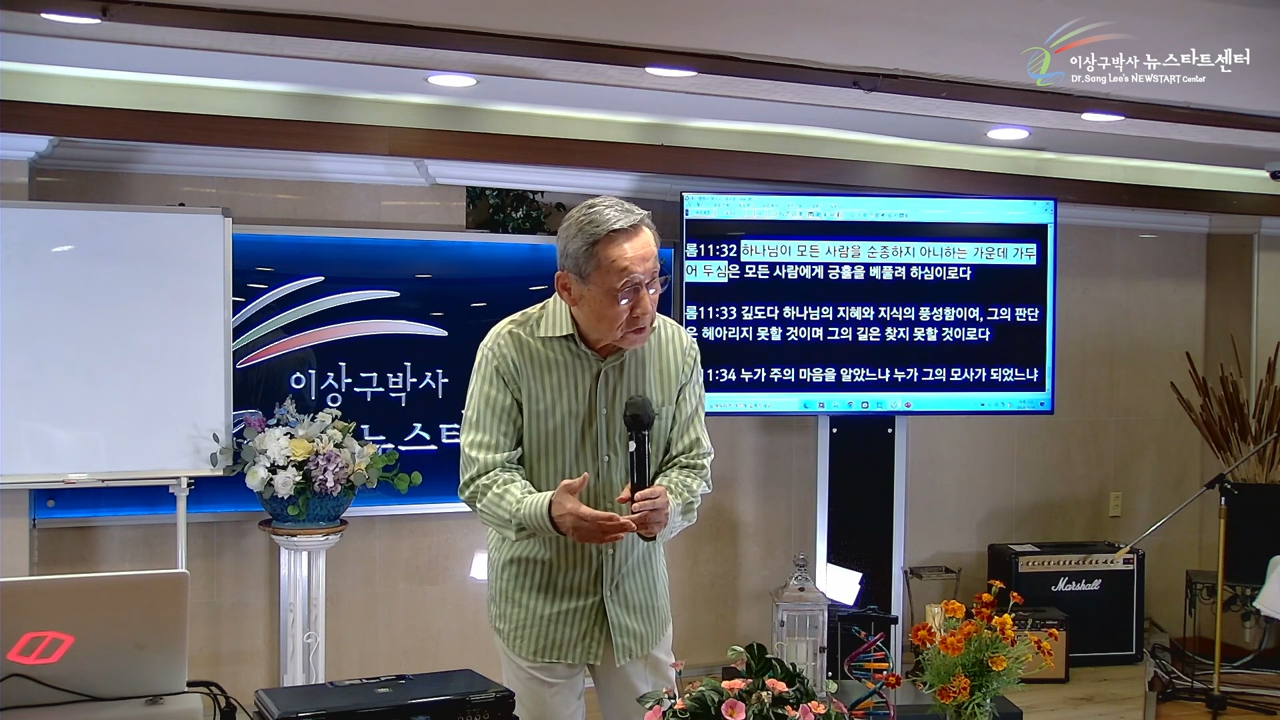 이상구박사 뉴스타트센터
Dr. Sang Lee's NEWSTART Center
롬11:32 하나님이 모든 사람을 순종하지 아니하는 가운데 가두
어 두심은 모든 사람에게 긍휼을 베풀려 하심이로다
롬11:33 깊도다 하나님의 지혜와 지식의 풍성함이여, 그의 판단
은 헤아리지 못할 것이며 그의 길은 찾지 못할 것이로다
11:34 누가 주의 마음을 알았느냐 누가 그의 모사가 되었느냐
이상구박사
뉴스타
Marshall